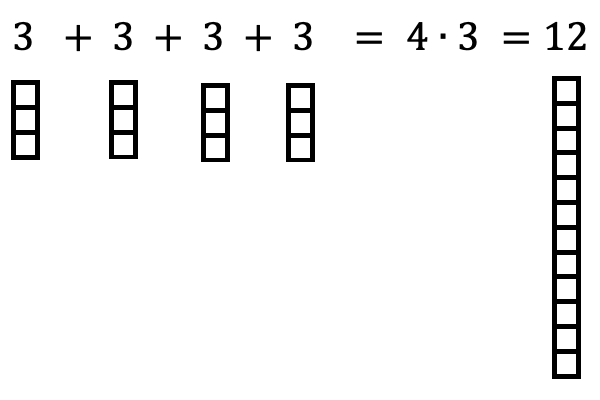 3 + 3 + 3 + 3 = 4 · 3 = 12